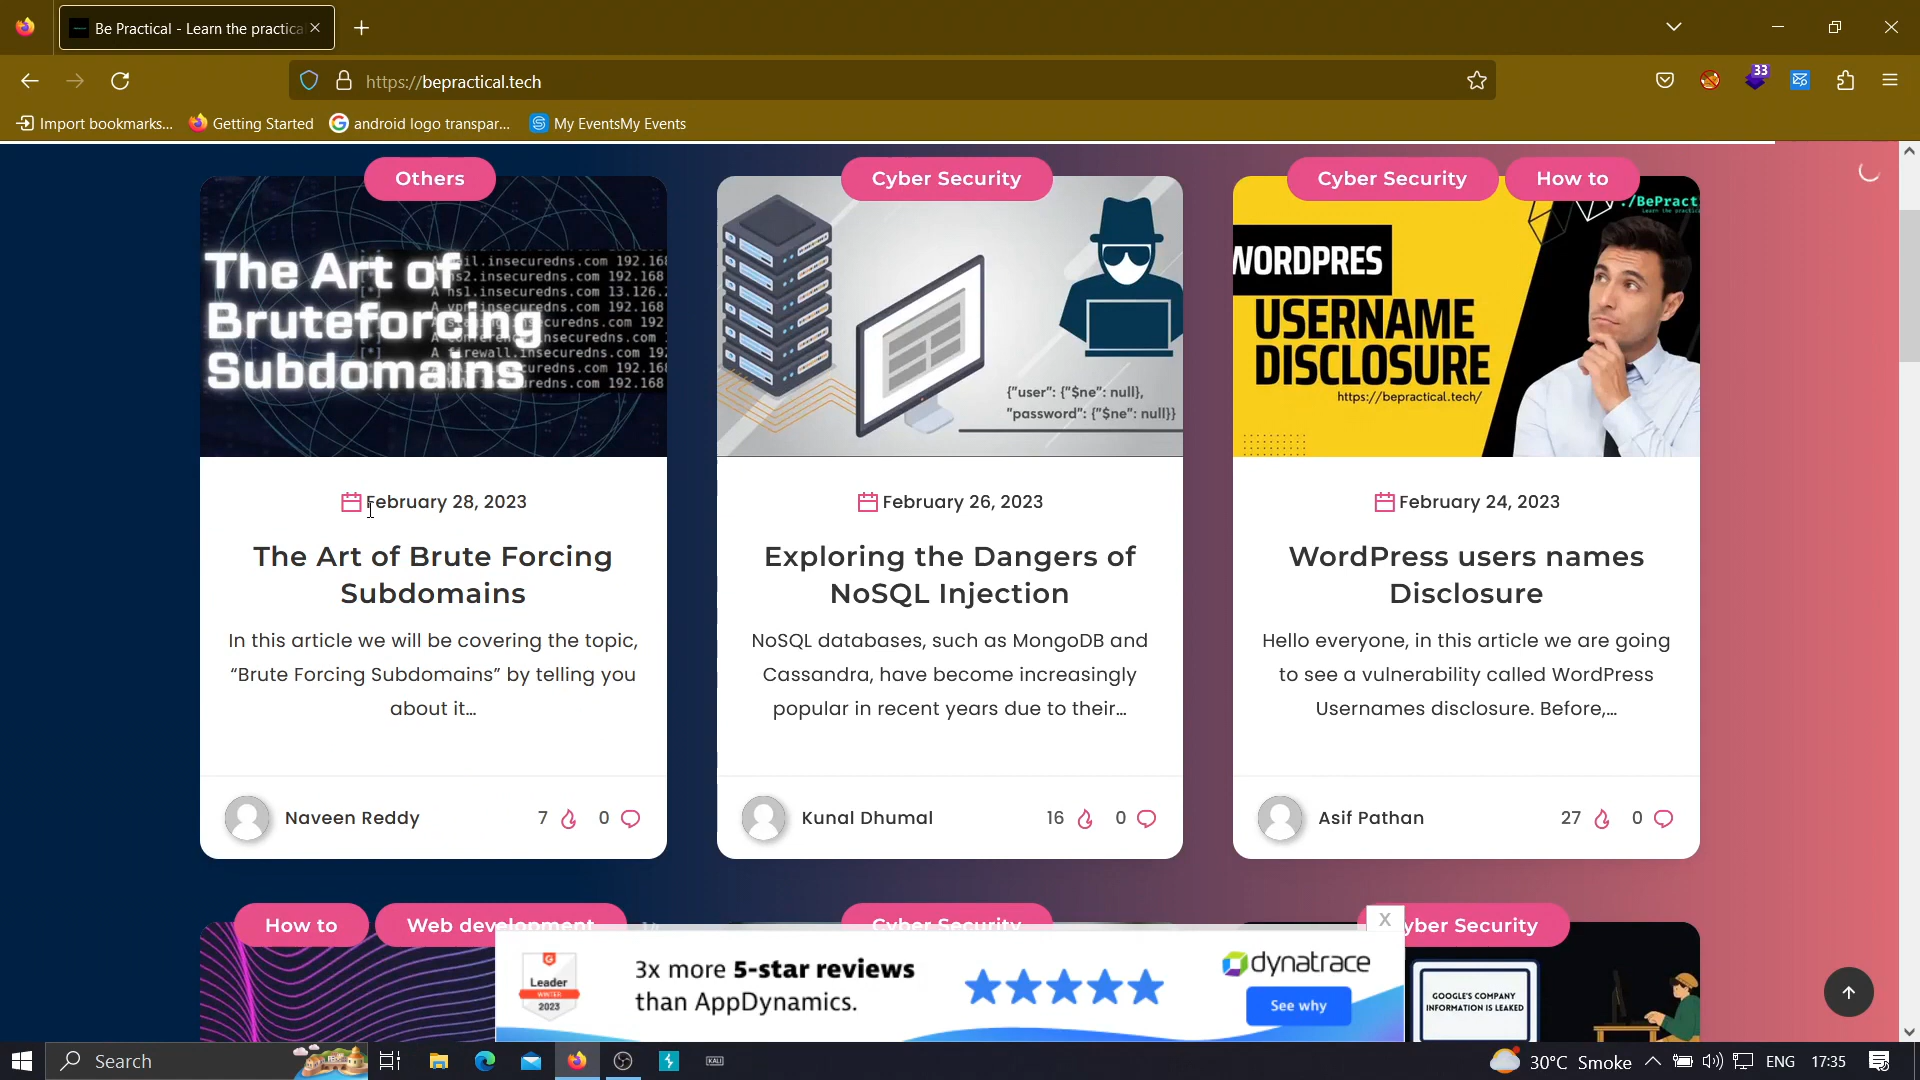 Be Practical - Learn the practica
https://bepractical.tech
33
Import bookmarks...
Getting Started
android logo transpar...
My EventsMy Events
Others
Cyber Security
Cyber Security
How to
The Art of
Bruteforcing
Subdomains
{"user": {"$ne": null},
"password": {"$ne": null}}
./BePract
WORDPRES
USERNAME
DISCLOSURE
https://bepractical.tech/
February 28, 2023
The Art of Brute Forcing
Subdomains
In this article we will be covering the topic,
“Brute Forcing Subdomains” by telling you
about it...
Naveen Reddy
7
0
February 26, 2023
Exploring the Dangers of
NoSQL Injection
NoSQL databases, such as MongoDB and
Cassandra, have become increasingly
popular in recent years due to their...
Kunal Dhumal
16
0
February 24, 2023
WordPress users names
Disclosure
Hello everyone, in this article we are going
to see a vulnerability called WordPress
Usernames disclosure. Before,...
Asif Pathan
27
0
How to
Web development
Cyber Security
yber Security
X
Leader
WINTER
2023
3x more 5-star reviews
than AppDynamics.
dynatrace
See why
GOOGLE'S COMPANY
INFORMATION IS LEAKED
Search
KALI
30°C Smoke
ENG
17:35